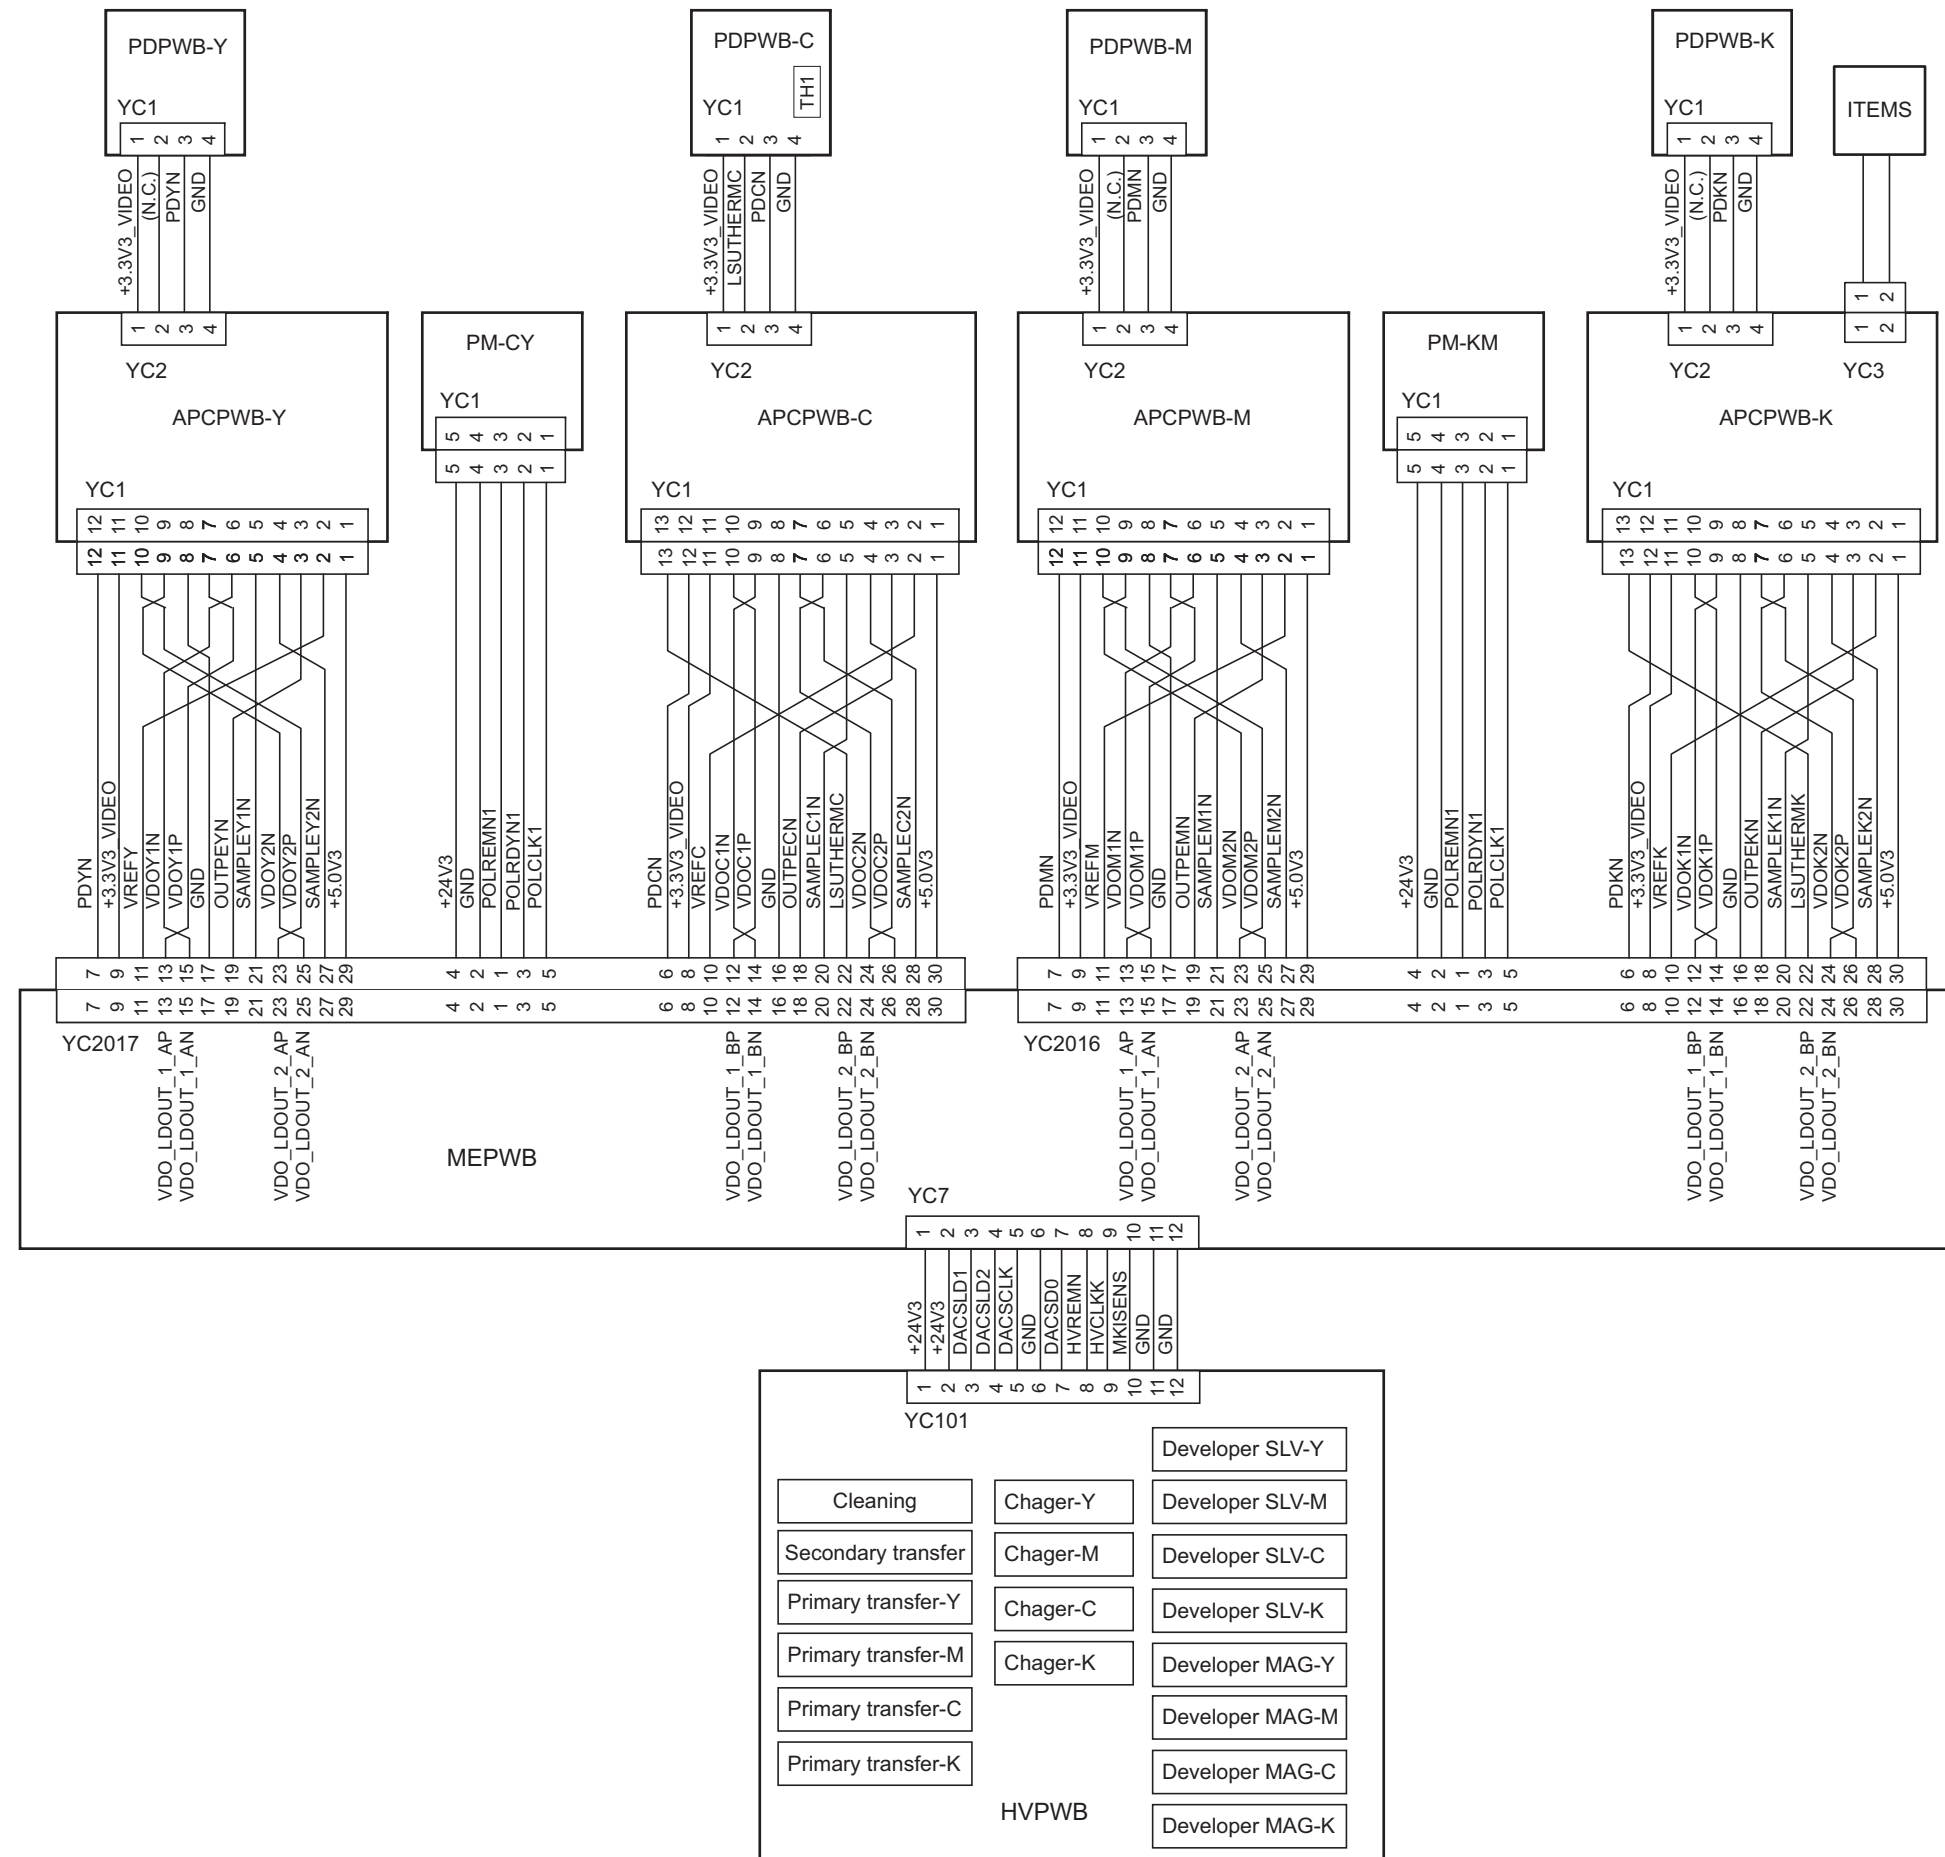 PDPWB-Y
PDPWB-C
PDPWB-M
PDPWB-K
YC1
YC1
TH1
YC1
YC1
ITEMS
1 2 3 4
1 2 3 4
1 2 3 4
1 2 3 4
+3.3V3_VIDEO
(N.C.)
PDYN
GND
+3.3V3_VIDEO
LSUTHERMC
PDCN
GND
+3.3V3_VIDEO
(N.C.)
PDMN
GND
+3.3V3_VIDEO
(N.C.)
PDKN
GND
1 2
1 2 3 4
1 2 3 4
1 2 3 4
1 2 3 4
1 2
YC2
PM-CY
YC2
YC2
PM-KM
YC2
YC3
APCPWB-Y
YC1
APCPWB-C
APCPWB-M
YC1
APCPWB-K
5 4 3 2 1
5 4 3 2 1
5 4 3 2 1
5 4 3 2 1
YC1
YC1
YC1
YC1
12 11 10 9 8 7 6 5 4 3 2 1
13 12 11 10 9 8 7 6 5 4 3 2 1
12 11 10 9 8 7 6 5 4 3 2 1
13 12 11 10 9 8 7 6 5 4 3 2 1
12 11 10 9 8 7 6 5 4 3 2 1
13 12 11 10 9 8 7 6 5 4 3 2 1
12 11 10 9 8 7 6 5 4 3 2 1
13 12 11 10 9 8 7 6 5 4 3 2 1
PDYN
+3.3V3_VIDEO
VREFY
VDOY1N
VDOY1P
GND
OUTPEYN
SAMPLEY1N
VDOY2N
VDOY2P
SAMPLEY2N
+5.0V3
+24V3
GND
POLREMN1
POLRDYN1
POLCLK1
PDCN
+3.3V3_VIDEO
VREFC
VDOC1N
VDOC1P
GND
OUTPECN
SAMPLEC1N
LSUTHERMC
VDOC2N
VDOC2P
SAMPLEC2N
+5.0V3
PDMN
+3.3V3_VIDEO
VREFM
VDOM1N
VDOM1P
GND
OUTPEMN
SAMPLEM1N
VDOM2N
VDOM2P
SAMPLEM2N
+5.0V3
+24V3
GND
POLREMN1
POLRDYN1
POLCLK1
PDKN
+3.3V3_VIDEO
VREFK
VDOK1N
VDOK1P
GND
OUTPEKN
SAMPLEK1N
LSUTHERMK
VDOK2N
VDOK2P
SAMPLEK2N
+5.0V3
7 9 11 13 15 17 19 21 23 25 27 29 4 2 1 3 5 6 8 10 12 14 16 18 20 22 24 26 28 30
7 9 11 13 15 17 19 21 23 25 27 29 4 2 1 3 5 6 8 10 12 14 16 18 20 22 24 26 28 30
7 9 11 13 15 17 19 21 23 25 27 29 4 2 1 3 5 6 8 10 12 14 16 18 20 22 24 26 28 30
7 9 11 13 15 17 19 21 23 25 27 29 4 2 1 3 5 6 8 10 12 14 16 18 20 22 24 26 28 30
YC2017
VDO_LDOUT_1_AP
VDO_LDOUT_1_AN
VDO_LDOUT_2_AP
VDO_LDOUT_2_AN
VDO_LDOUT_1_BP
VDO_LDOUT_1_BN
VDO_LDOUT_2_BP
VDO_LDOUT_2_BN
YC2016
VDO_LDOUT_1_AP
VDO_LDOUT_1_AN
VDO_LDOUT_2_AP
VDO_LDOUT_2_AN
VDO_LDOUT_1_BP
VDO_LDOUT_1_BN
VDO_LDOUT_2_BP
VDO_LDOUT_2_BN
MEPWB
YC7
1 2 3 4 5 6 7 8 9 10 11 12
+24V3
+24V3
DACSLD1
DACSLD2
DACSCLK
GND
DACSD0
HVREMN
HVCLKK
MKISENS
GND
GND
1 2 3 4 5 6 7 8 9 10 11 12
YC101
Developer SLV-Y
Cleaning
Chager-Y
Developer SLV-M
Secondary transfer
Chager-M
Developer SLV-C
Primary transfer-Y
Chager-C
Developer SLV-K
Primary transfer-M
Chager-K
Developer MAG-Y
Primary transfer-C
Developer MAG-M
Primary transfer-K
Developer MAG-C
HVPWB
Developer MAG-K